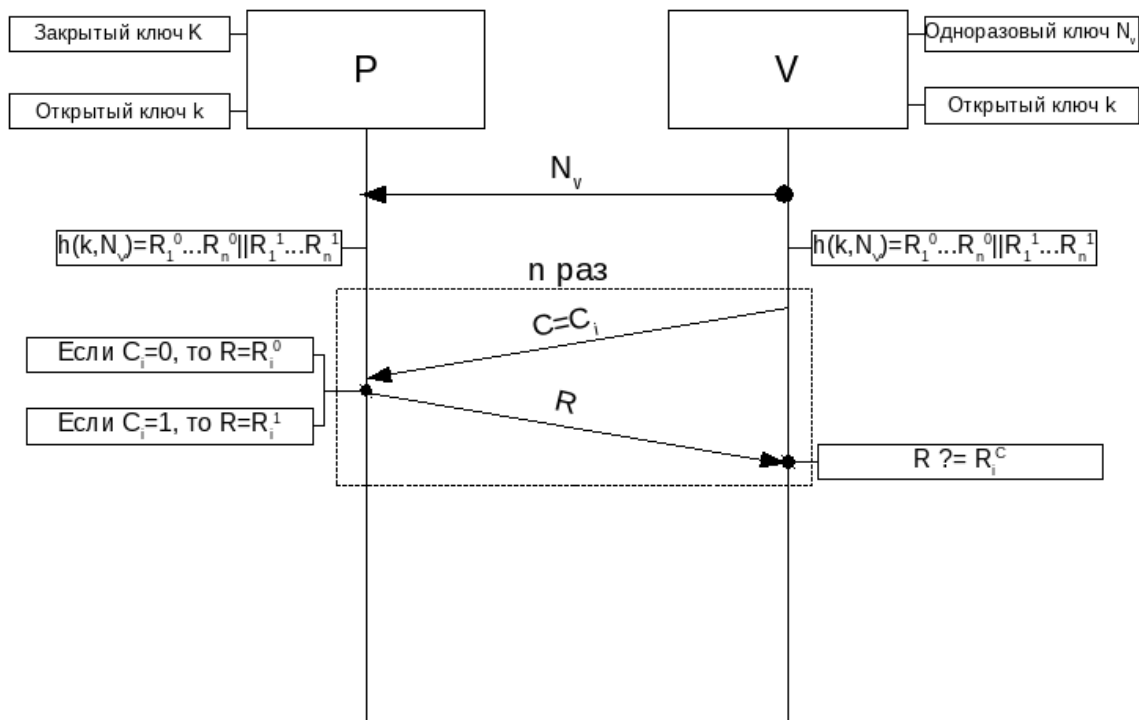 Закрытый ключ K
P
V
Одноразовый ключ Nᵥ
Открытый ключ k
Открытый ключ k
Nᵥ
h(k,Nᵥ)=R₁⁰...Rₙ⁰||R₁¹...Rₙ¹
h(k,Nᵥ)=R₁⁰...Rₙ⁰||R₁¹...Rₙ¹
n раз
C=Cᵢ
Если Cᵢ=0, то R=Rᵢ⁰
R
Если Cᵢ=1, то R=Rᵢ¹
R ?= Rᵢᶜ